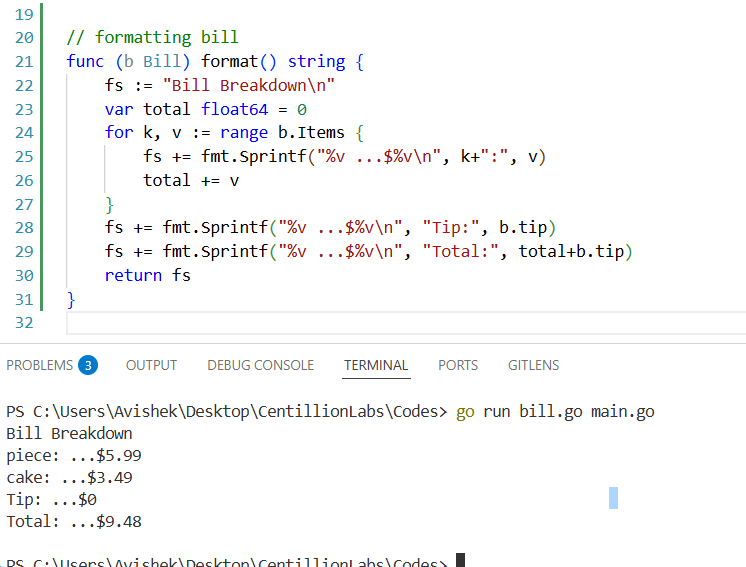 19
20 // formatting bill
21 func (b Bill) format() string {
22 fs := "Bill Breakdown\n"
23 var total float64 = 0
24 for k, v := range b.Items {
25 fs += fmt.Sprintf("%v ...$%v\n", k+":", v)
26 total += v
27 }
28 fs += fmt.Sprintf("%v ...$%v\n", "Tip:", b.tip)
29 fs += fmt.Sprintf("%v ...$%v\n", "Total:", total+b.tip)
30 return fs
31 }
32
PROBLEMS 3 OUTPUT DEBUG CONSOLE TERMINAL PORTS GITLENS
PS C:\Users\Avishek\Desktop\CentillionLabs\Codes> go run bill.go main.go
Bill Breakdown
piece: ...$5.99
cake: ...$3.49
Tip: ...$0
Total: ...$9.48
PS C:\Users\Avishek\Desktop\CentillionLabs\Codes>